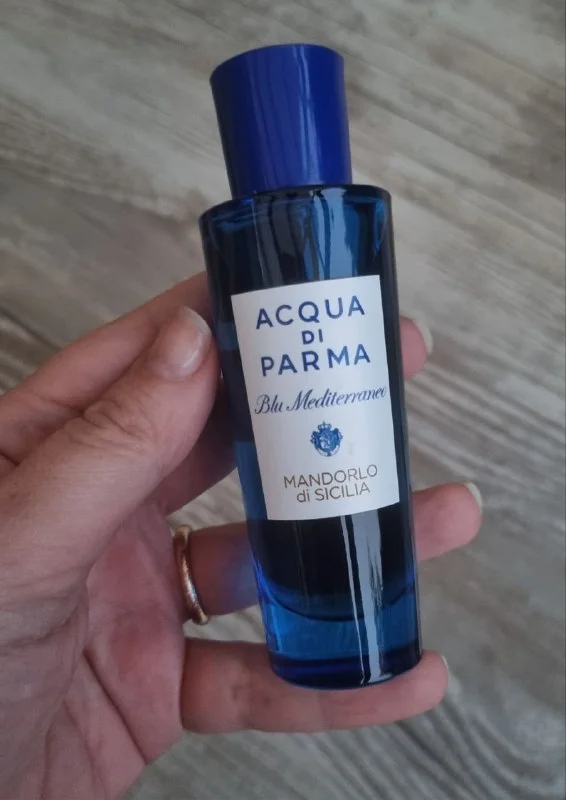 ACQUA
DI
PARMA
Blu Mediterraneo
MANDORLO
di SICILIA